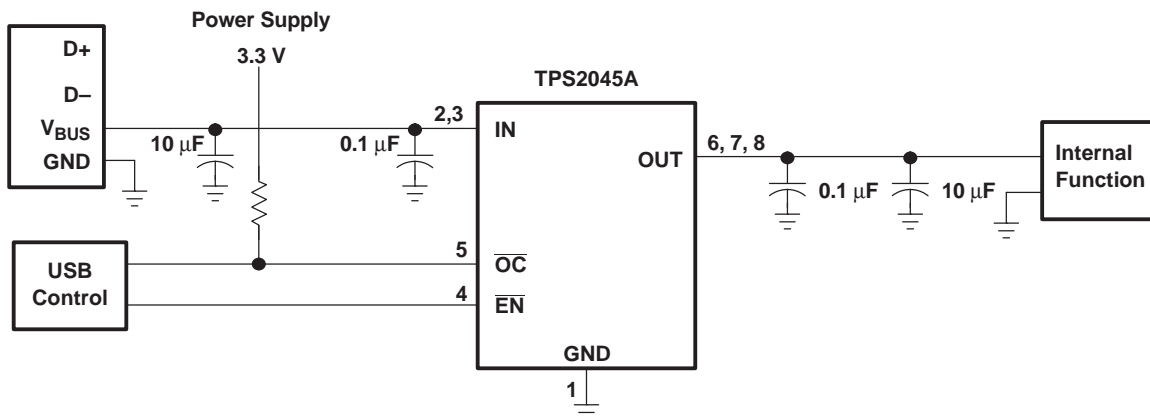 Power Supply
3.3 V
D+
D–
VBUS
GND
10 μF
0.1 μF
TPS2045A
2,3
IN
OUT
6, 7, 8
0.1 μF
10 μF
Internal
Function
USB
Control
5
OC
4
EN
GND
1